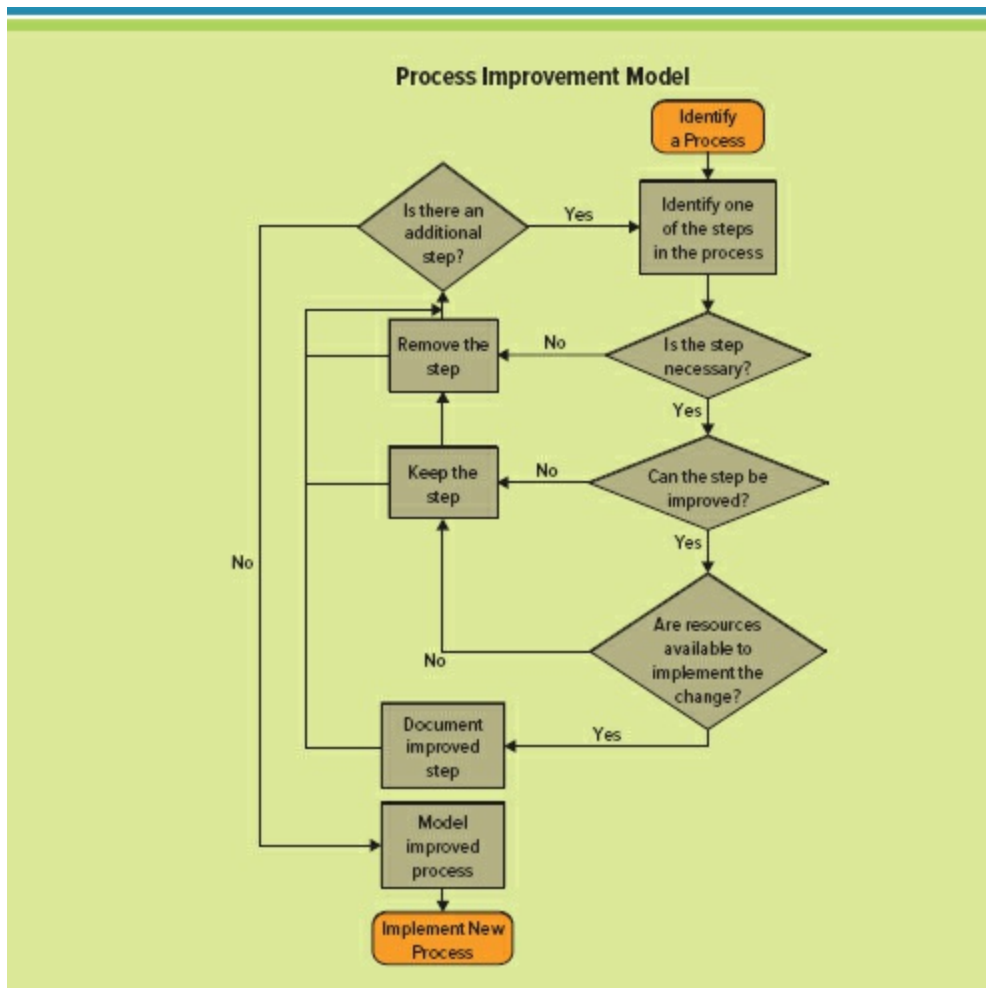 Process Improvement Model
Identify
a Process
Is there an
additional
step?
Yes
Identify one
of the steps
in the process
Remove the
step
No
Is the step
necessary?
Yes
Keep the
step
No
Can the step be
improved?
Yes
No
Are resources
available to
implement the
change?
No
Document
improved
step
Yes
Model
improved
process
Implement New
Process